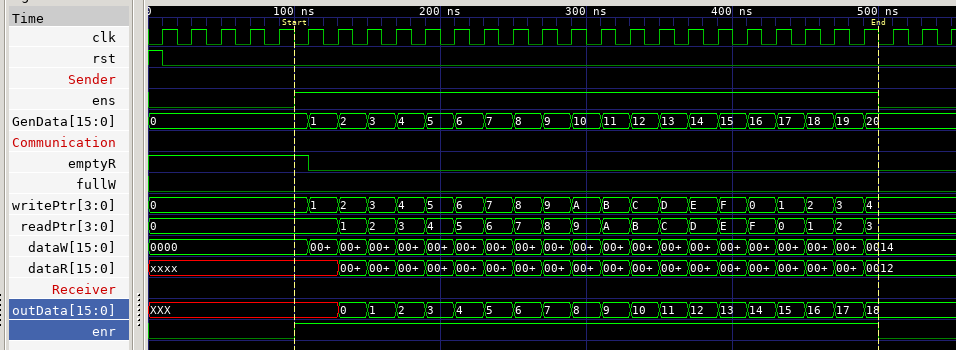 Time 0 100 ns 200 ns 300 ns 400 ns 500 ns
Start End
clk
rst
Sender
ens
GenData[15:0] 0 1 2 3 4 5 6 7 8 9 10 11 12 13 14 15 16 17 18 19 20
Communication
emptyR
fullW
writePtr[3:0] 0 1 2 3 4 5 6 7 8 9 A B C D E F 0 1 2 3 4
readPtr[3:0] 0 1 2 3 4 5 6 7 8 9 A B C D E F 0 1 2 3
dataW[15:0] 0000 00+ 00+ 00+ 00+ 00+ 00+ 00+ 00+ 00+ 00+ 00+ 00+ 00+ 00+ 00+ 00+ 00+ 00+ 00+ 0014
dataR[15:0] xxxx 00+ 00+ 00+ 00+ 00+ 00+ 00+ 00+ 00+ 00+ 00+ 00+ 00+ 00+ 00+ 00+ 00+ 00+ 0012
Receiver
outData[15:0] XXX 0 1 2 3 4 5 6 7 8 9 10 11 12 13 14 15 16 17 18
enr